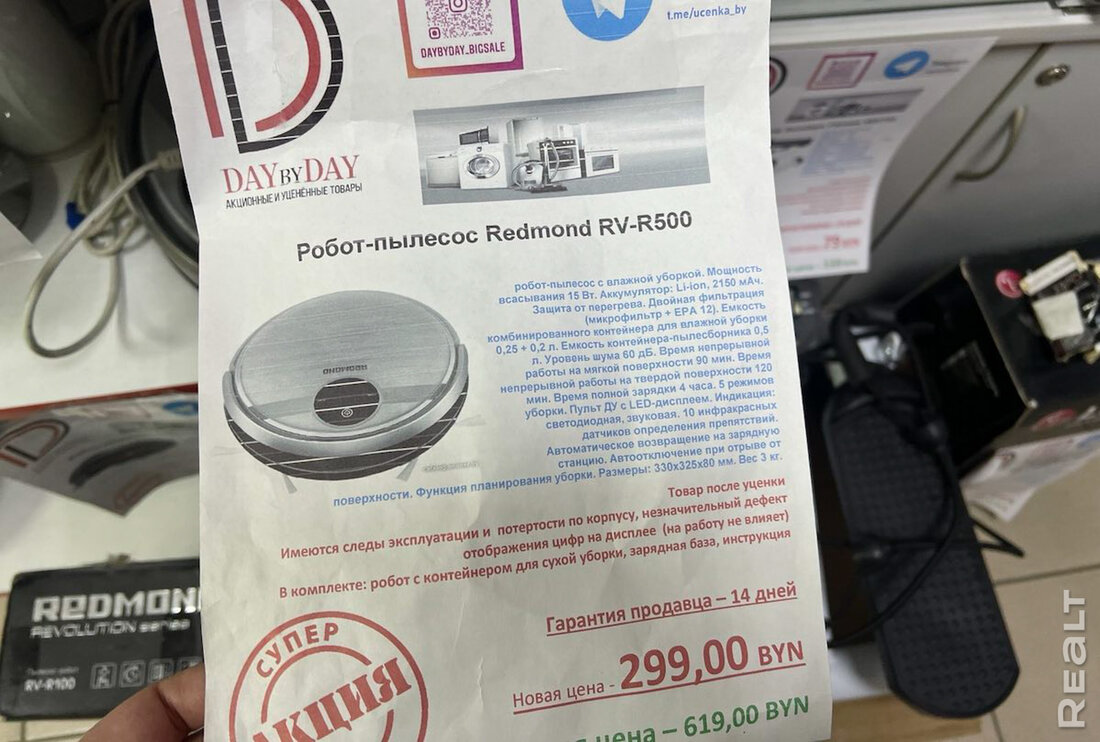 DAYBYDAY_BIGSALE
t.me/ucenka_by
DAY BY DAY
АКЦИОННЫЕ И УЦЕНЁННЫЕ ТОВАРЫ
Робот-пылесос Redmond RV-R500
REDMOND
робот-пылесос с влажной уборкой. Мощность
всасывания 15 Вт. Аккумулятор: Li-ion, 2150 мАч.
Защита от перегрева. Двойная фильтрация
(микрофильтр + EPA 12). Емкость
комбинированного контейнера для влажной уборки
0,25 + 0,2 л. Емкость контейнера-пылесборника 0,5
л. Уровень шума 60 дБ. Время непрерывной
работы на мягкой поверхности 90 мин. Время
непрерывной работы на твердой поверхности 120
мин. Время полной зарядки 4 часа. 5 режимов
уборки. Пульт ДУ с LED-дисплеем. Индикация:
светодиодная, звуковая. 10 инфракрасных
датчиков определения препятствий.
Автоматическое возвращение на зарядную
станцию. Автоотключение при отрыве от
поверхности. Функция планирования уборки. Размеры: 330х325х80 мм. Вес 3 кг.
Товар после уценки
Имеются следы эксплуатации и потертости по корпусу, незначительный дефект
отображения цифр на дисплее (на работу не влияет)
В комплекте: робот с контейнером для сухой уборки, зарядная база, инструкция
Гарантия продавца – 14 дней
СУПЕР
АКЦИЯ
Новая цена - 299,00 BYN
цена – 619,00 BYN
REDMOND
REVOLUTION series
RV-R100
79 BYN
REALT